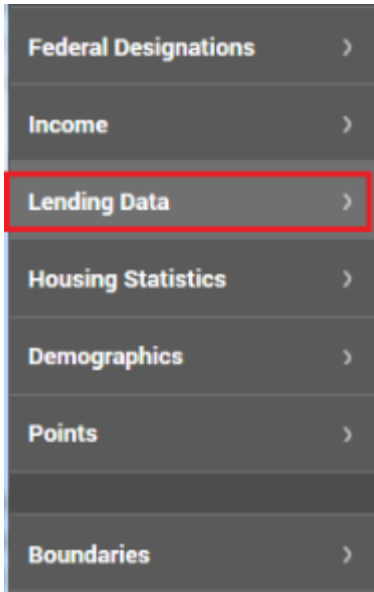 Federal Designations
Income
Lending Data
Housing Statistics
Demographics
Points
Boundaries